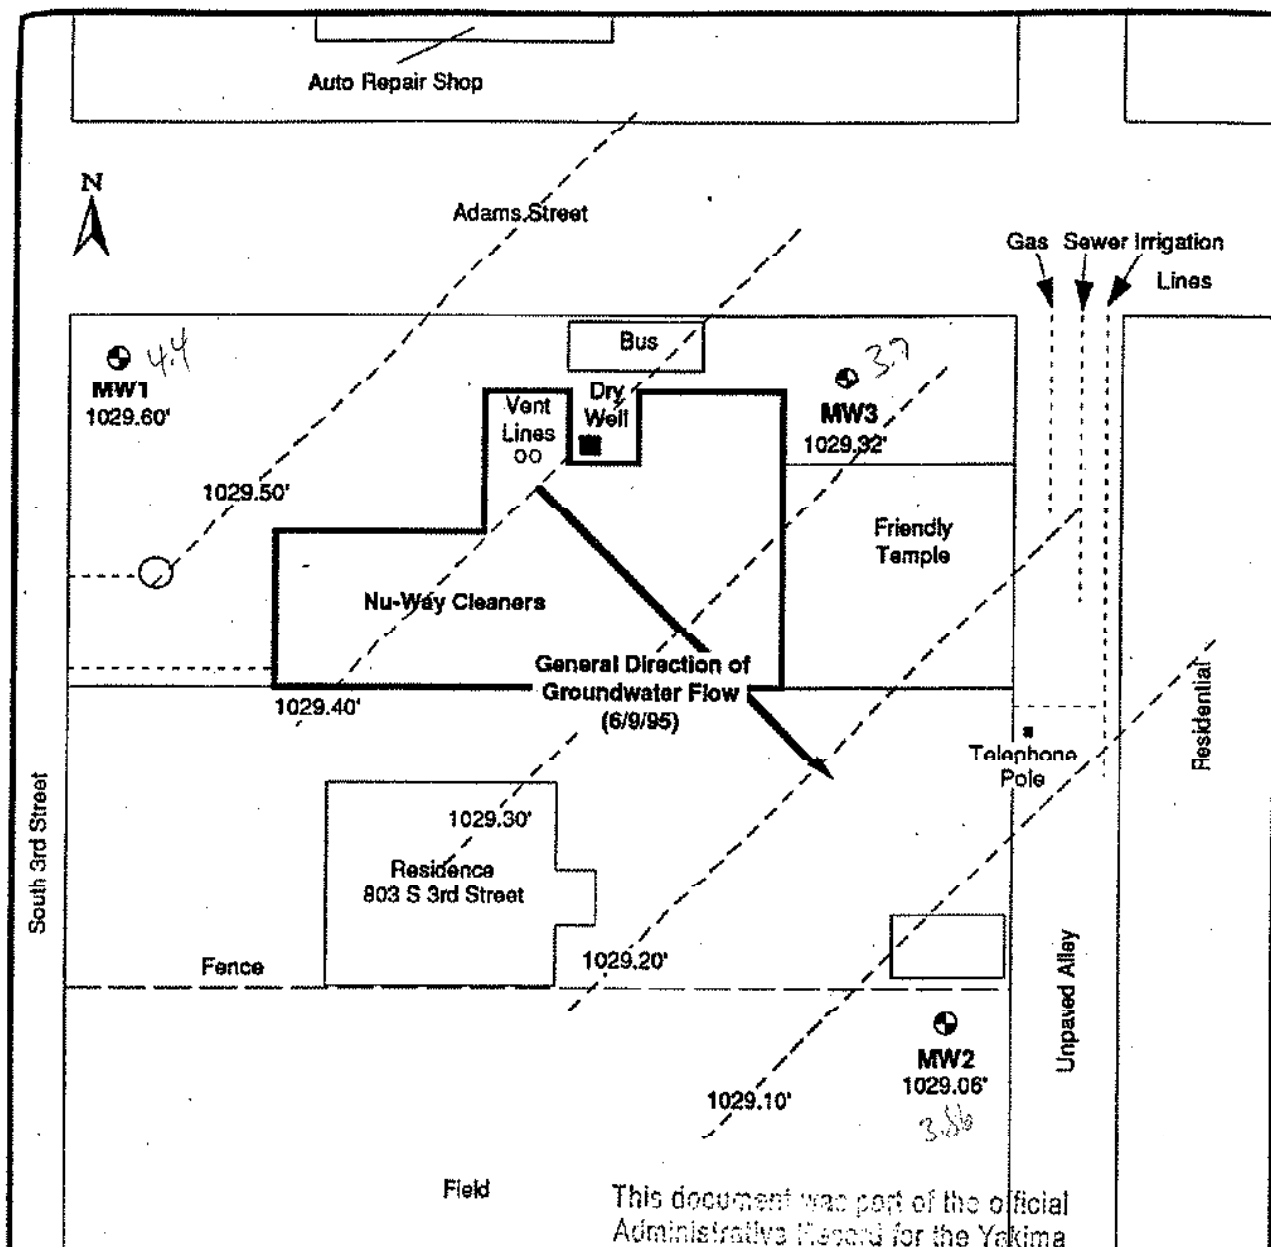 Auto Repair Shop
N
Adams Street
Gas Sewer Irrigation
Lines
Bus
4.4
MW1
1029.60'
3.7
MW3
1029.32'
Dry
Well
Vent
Lines
1029.50'
Friendly
Temple
Nu-Way Cleaners
General Direction of
Groundwater Flow
(6/9/95)
1029.40'
Telephone
Pole
Residential
South 3rd Street
1029.30'
Residence
803 S 3rd Street
Fence
1029.20'
Unpaved Alley
MW2
1029.06'
3.86
1029.10'
Field
This document was part of the official
Administrative Record for the Yakima